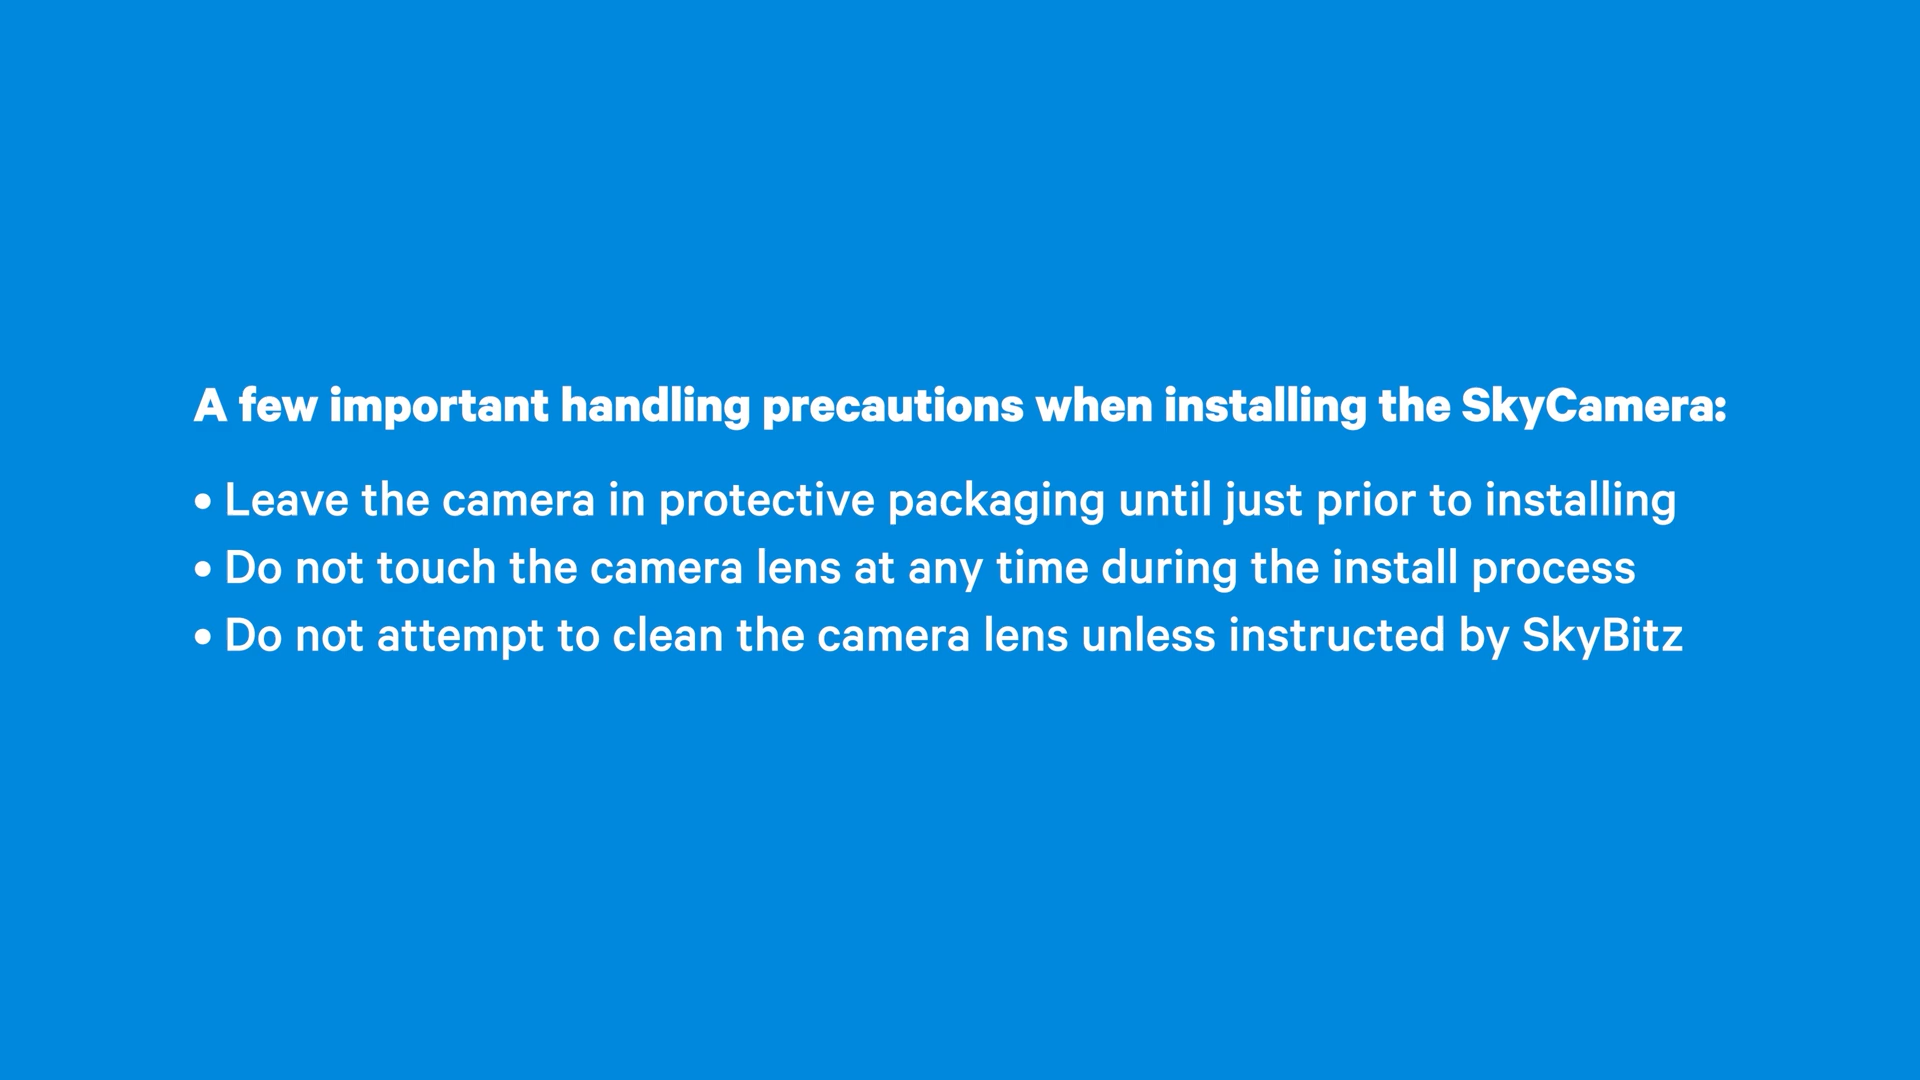 A few important handling precautions when installing the SkyCamera:
• Leave the camera in protective packaging until just prior to installing
• Do not touch the camera lens at any time during the install process
• Do not attempt to clean the camera lens unless instructed by SkyBitz